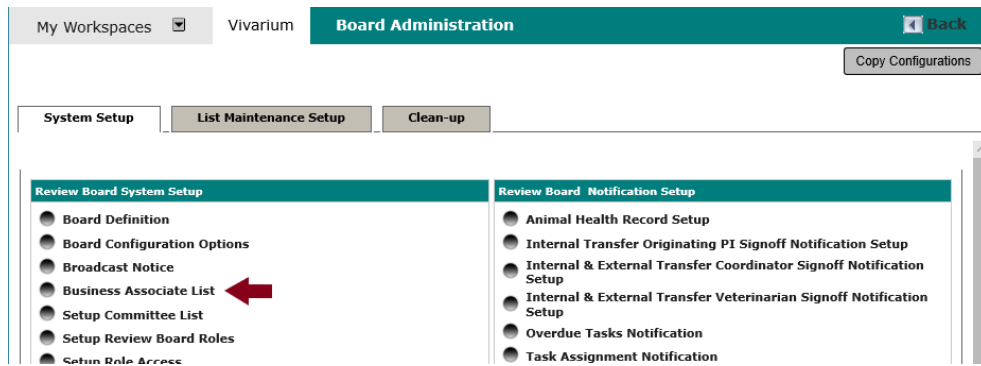 My Workspaces
Vivarium
Board Administration
Back
Copy Configurations
System Setup
List Maintenance Setup
Clean-up
Review Board System Setup
Board Definition
Board Configuration Options
Broadcast Notice
Business Associate List
Setup Committee List
Setup Review Board Roles
Setup Role Access
Review Board Notification Setup
Animal Health Record Setup
Internal Transfer Originating PI Signoff Notification Setup
Internal & External Transfer Coordinator Signoff Notification
Setup
Internal & External Transfer Veterinarian Signoff Notification
Setup
Overdue Tasks Notification
Task Assignment Notification